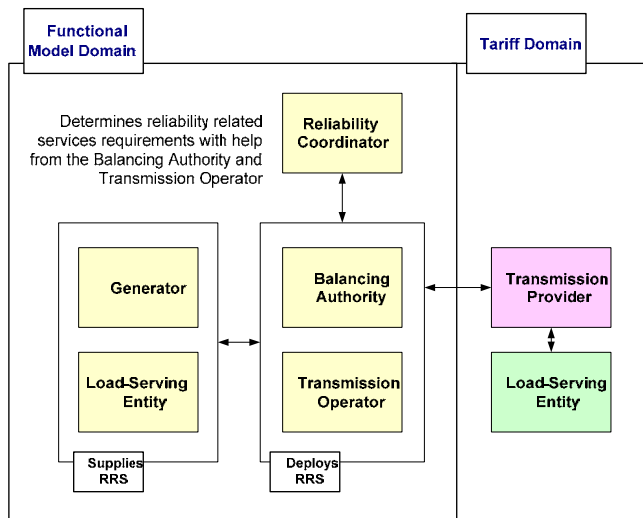 Functional
Model Domain
Tariff Domain
Determines reliability related
services requirements with help
from the Balancing Authority and
Transmission Operator
Reliability
Coordinator
Generator
Balancing
Authority
Transmission
Provider
Load-Serving
Entity
Transmission
Operator
Load-Serving
Entity
Supplies
RRS
Deploys
RRS